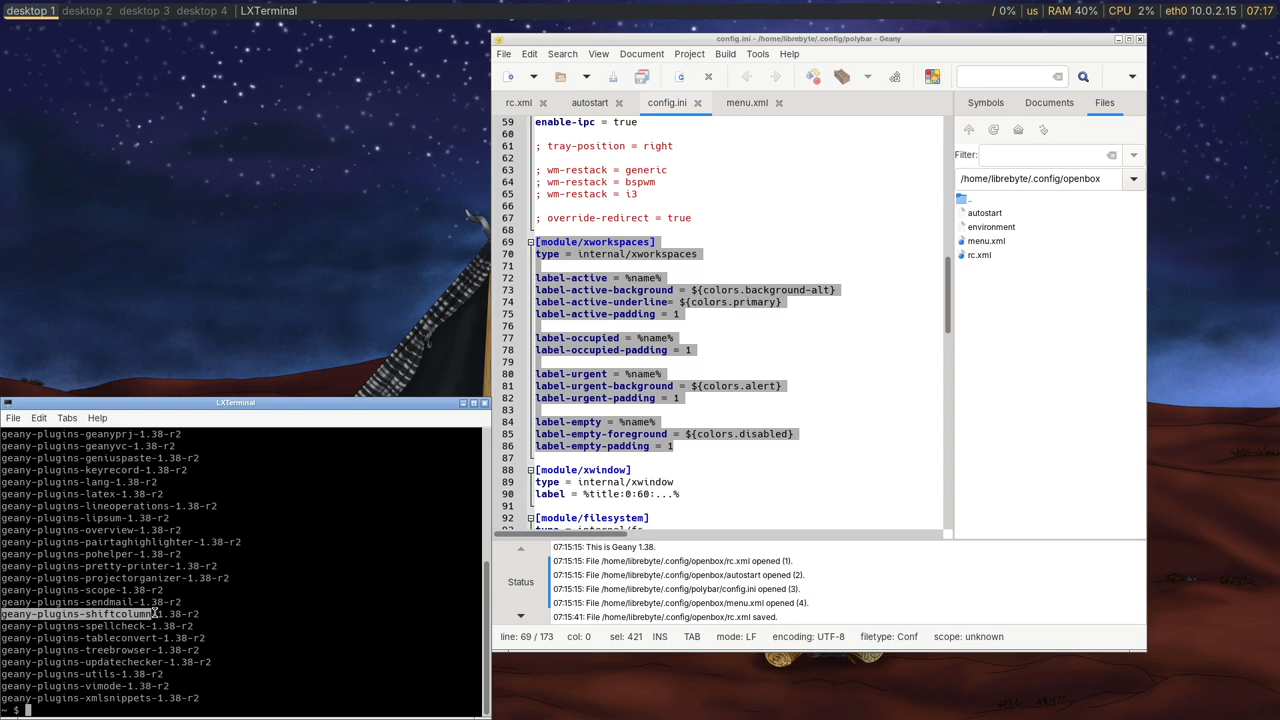 desktop 1 desktop 2 desktop 3 desktop 4 | LXTerminal / 0% | us | RAM 40% | CPU 2% | eth0 10.0.2.15 | 07:17
config.ini - /home/librebyte/.config/polybar - Geany
File Edit Search View Document Project Build Tools Help
rc.xml autostart config.ini menu.xml
Symbols Documents Files
59 enable-ipc = true
60
61 ; tray-position = right
62
63 ; wm-restack = generic
64 ; wm-restack = bspwm
65 ; wm-restack = i3
66
67 ; override-redirect = true
68
69 [module/xworkspaces]
70 type = internal/xworkspaces
71
72 label-active = %name%
73 label-active-background = ${colors.background-alt}
74 label-active-underline= ${colors.primary}
75 label-active-padding = 1
76
77 label-occupied = %name%
78 label-occupied-padding = 1
79
80 label-urgent = %name%
81 label-urgent-background = ${colors.alert}
82 label-urgent-padding = 1
83
84 label-empty = %name%
85 label-empty-foreground = ${colors.disabled}
86 label-empty-padding = 1
87
88 [module/xwindow]
89 type = internal/xwindow
90 label = %title:0:60:...%
91
92 [module/filesystem]
Filter:
/home/librebyte/.config/openbox
..
autostart
environment
menu.xml
rc.xml
Status
07:15:15: This is Geany 1.38.
07:15:15: File /home/librebyte/.config/openbox/rc.xml opened (1).
07:15:15: File /home/librebyte/.config/openbox/autostart opened (2).
07:15:15: File /home/librebyte/.config/polybar/config.ini opened (3).
07:15:15: File /home/librebyte/.config/openbox/menu.xml opened (4).
07:15:41: File /home/librebyte/.config/openbox/rc.xml saved.
line: 69 / 173 col: 0 sel: 421 INS TAB mode: LF encoding: UTF-8 filetype: Conf scope: unknown
LXTerminal
File Edit Tabs Help
geany-plugins-geanyprj-1.38-r2
geany-plugins-geanyvc-1.38-r2
geany-plugins-geniuspaste-1.38-r2
geany-plugins-keyrecord-1.38-r2
geany-plugins-lang-1.38-r2
geany-plugins-latex-1.38-r2
geany-plugins-lineoperations-1.38-r2
geany-plugins-lipsum-1.38-r2
geany-plugins-overview-1.38-r2
geany-plugins-pairtaghighlighter-1.38-r2
geany-plugins-pohelper-1.38-r2
geany-plugins-pretty-printer-1.38-r2
geany-plugins-projectorganizer-1.38-r2
geany-plugins-scope-1.38-r2
geany-plugins-sendmail-1.38-r2
geany-plugins-shiftcolumn-1.38-r2
geany-plugins-spellcheck-1.38-r2
geany-plugins-tableconvert-1.38-r2
geany-plugins-treebrowser-1.38-r2
geany-plugins-updatechecker-1.38-r2
geany-plugins-utils-1.38-r2
geany-plugins-vimode-1.38-r2
geany-plugins-xmlsnippets-1.38-r2
~ $